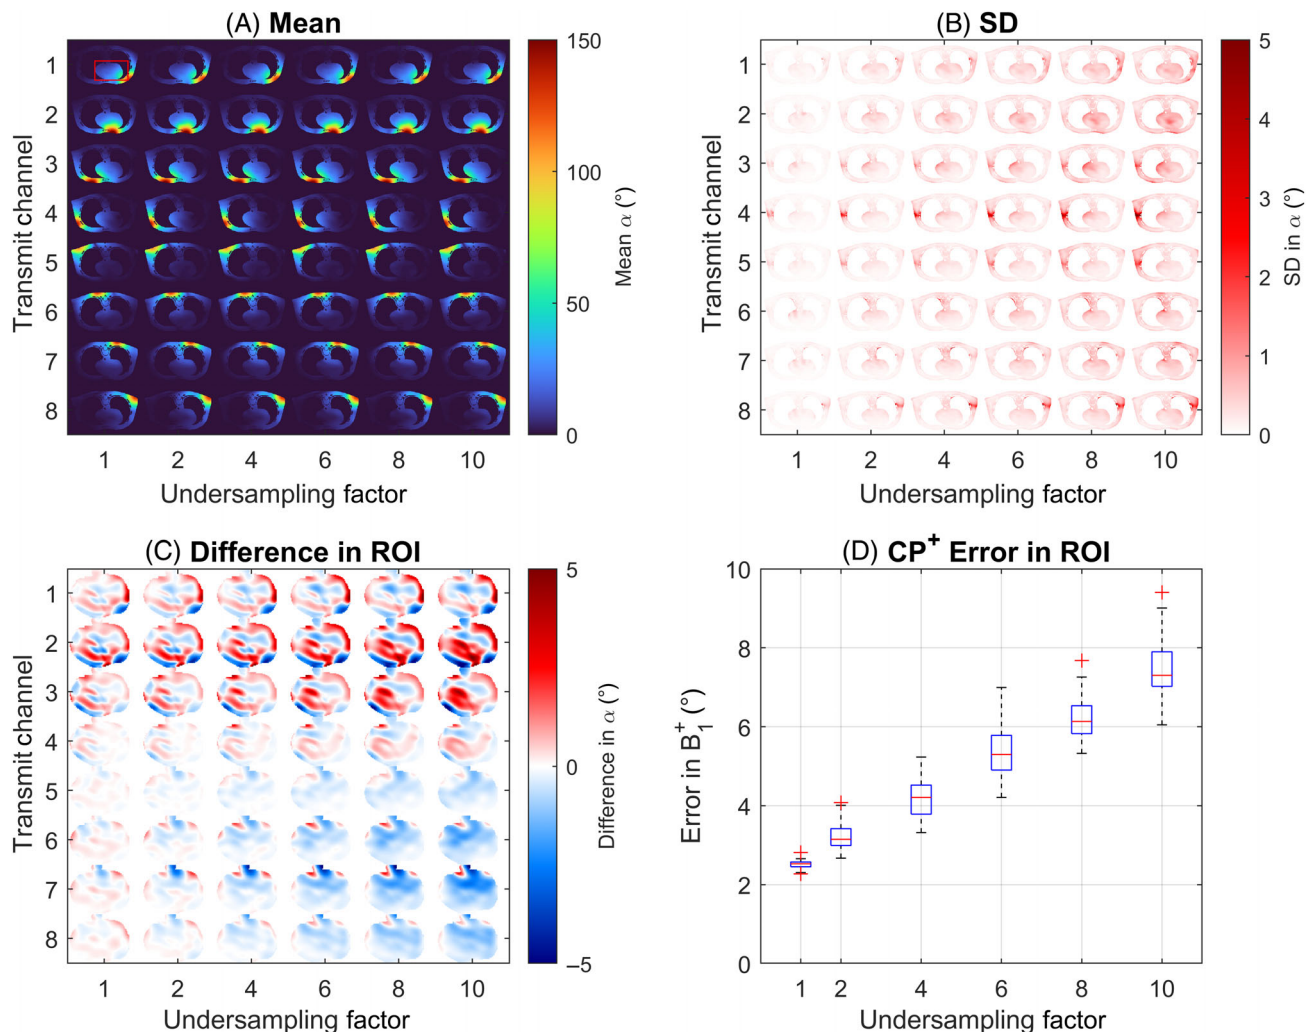 (A) Mean
Transmit channel
1
2
3
4
5
6
7
8
1 2 4 6 8 10
Undersampling factor
150
100
50
0
Mean α (°)
(B) SD
Transmit channel
1
2
3
4
5
6
7
8
1 2 4 6 8 10
Undersampling factor
5
4
3
2
1
0
SD in α (°)
(C) Difference in ROI
Transmit channel
1
2
3
4
5
6
7
8
1 2 4 6 8 10
Undersampling factor
5
0
−5
Difference in α (°)
(D) CP⁺ Error in ROI
Error in B₁⁺ (°)
10
8
6
4
2
0
1 2 4 6 8 10
Undersampling factor